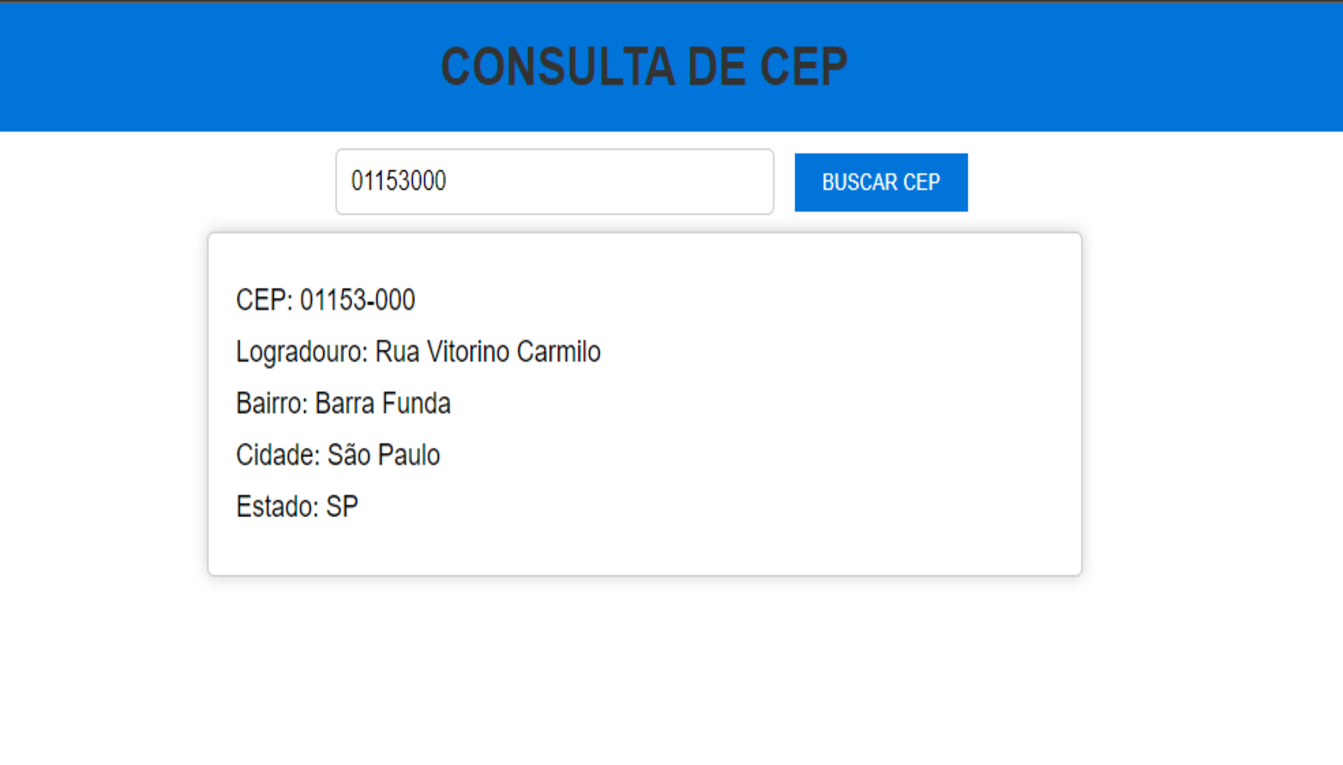 CONSULTA DE CEP
01153000
BUSCAR CEP
CEP: 01153-000
Logradouro: Rua Vitorino Carmilo
Bairro: Barra Funda
Cidade: São Paulo
Estado: SP